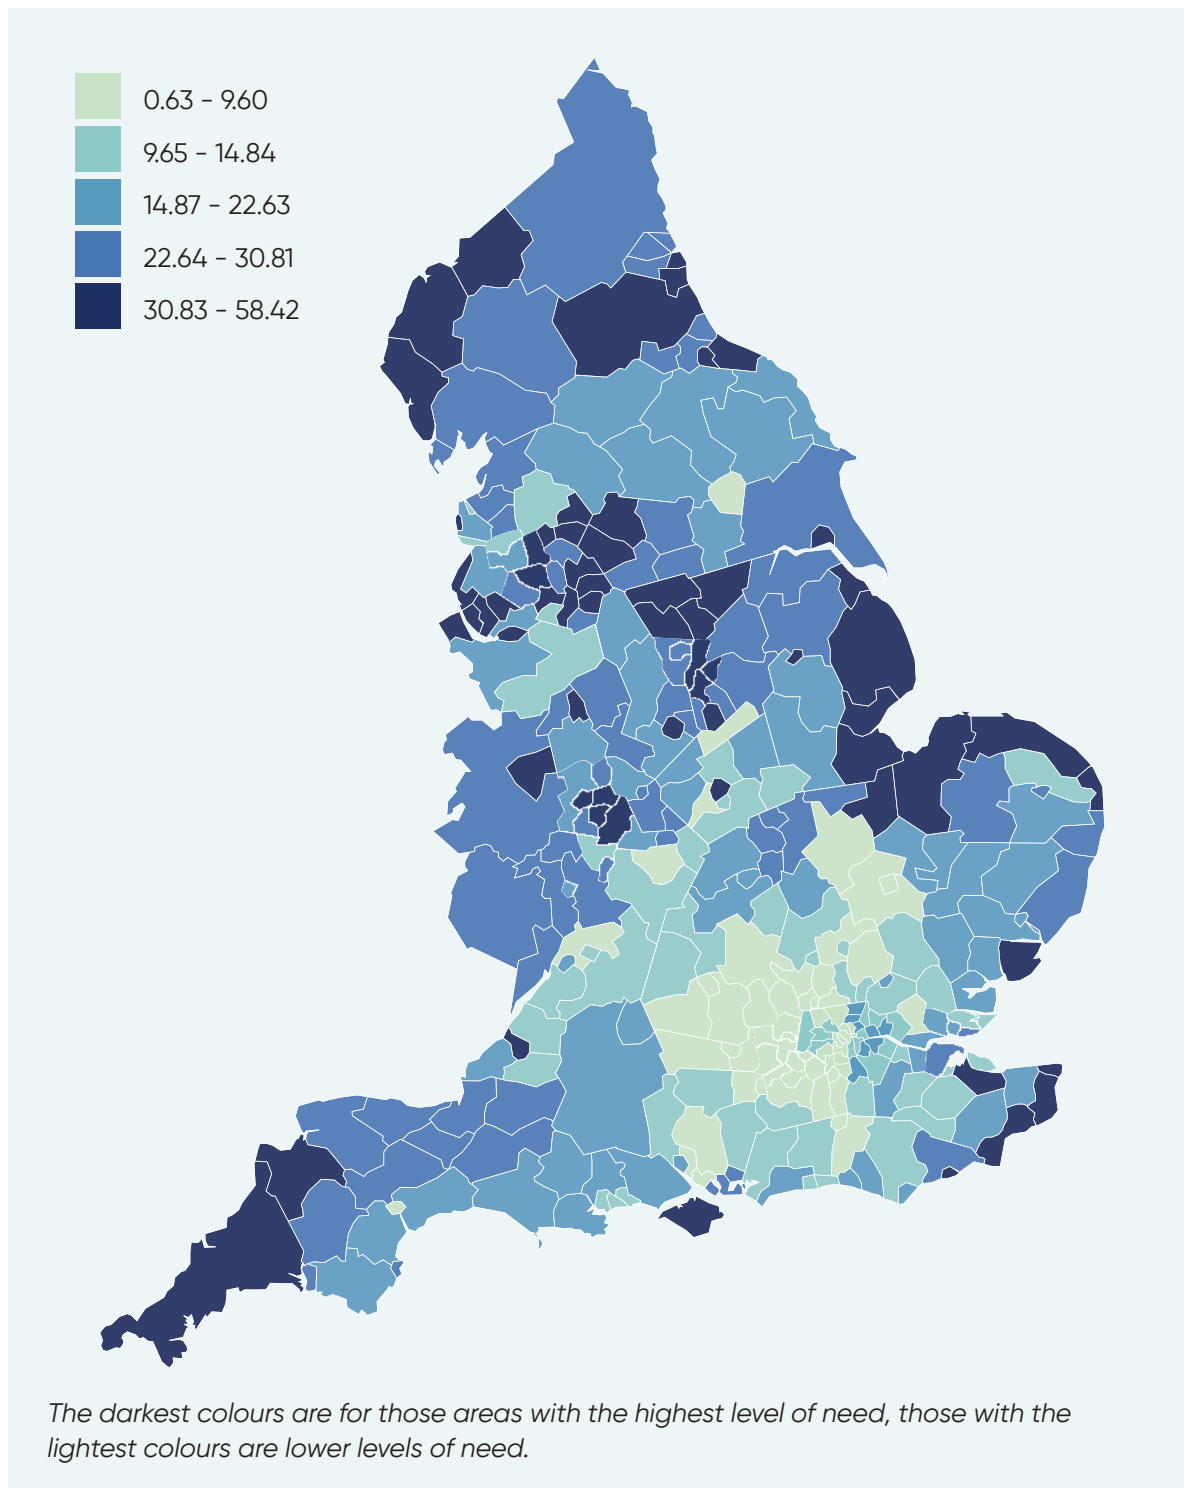 0.63 - 9.60
9.65 - 14.84
14.87 - 22.63
22.64 - 30.81
30.83 - 58.42
The darkest colours are for those areas with the highest level of need, those with the
lightest colours are lower levels of need.